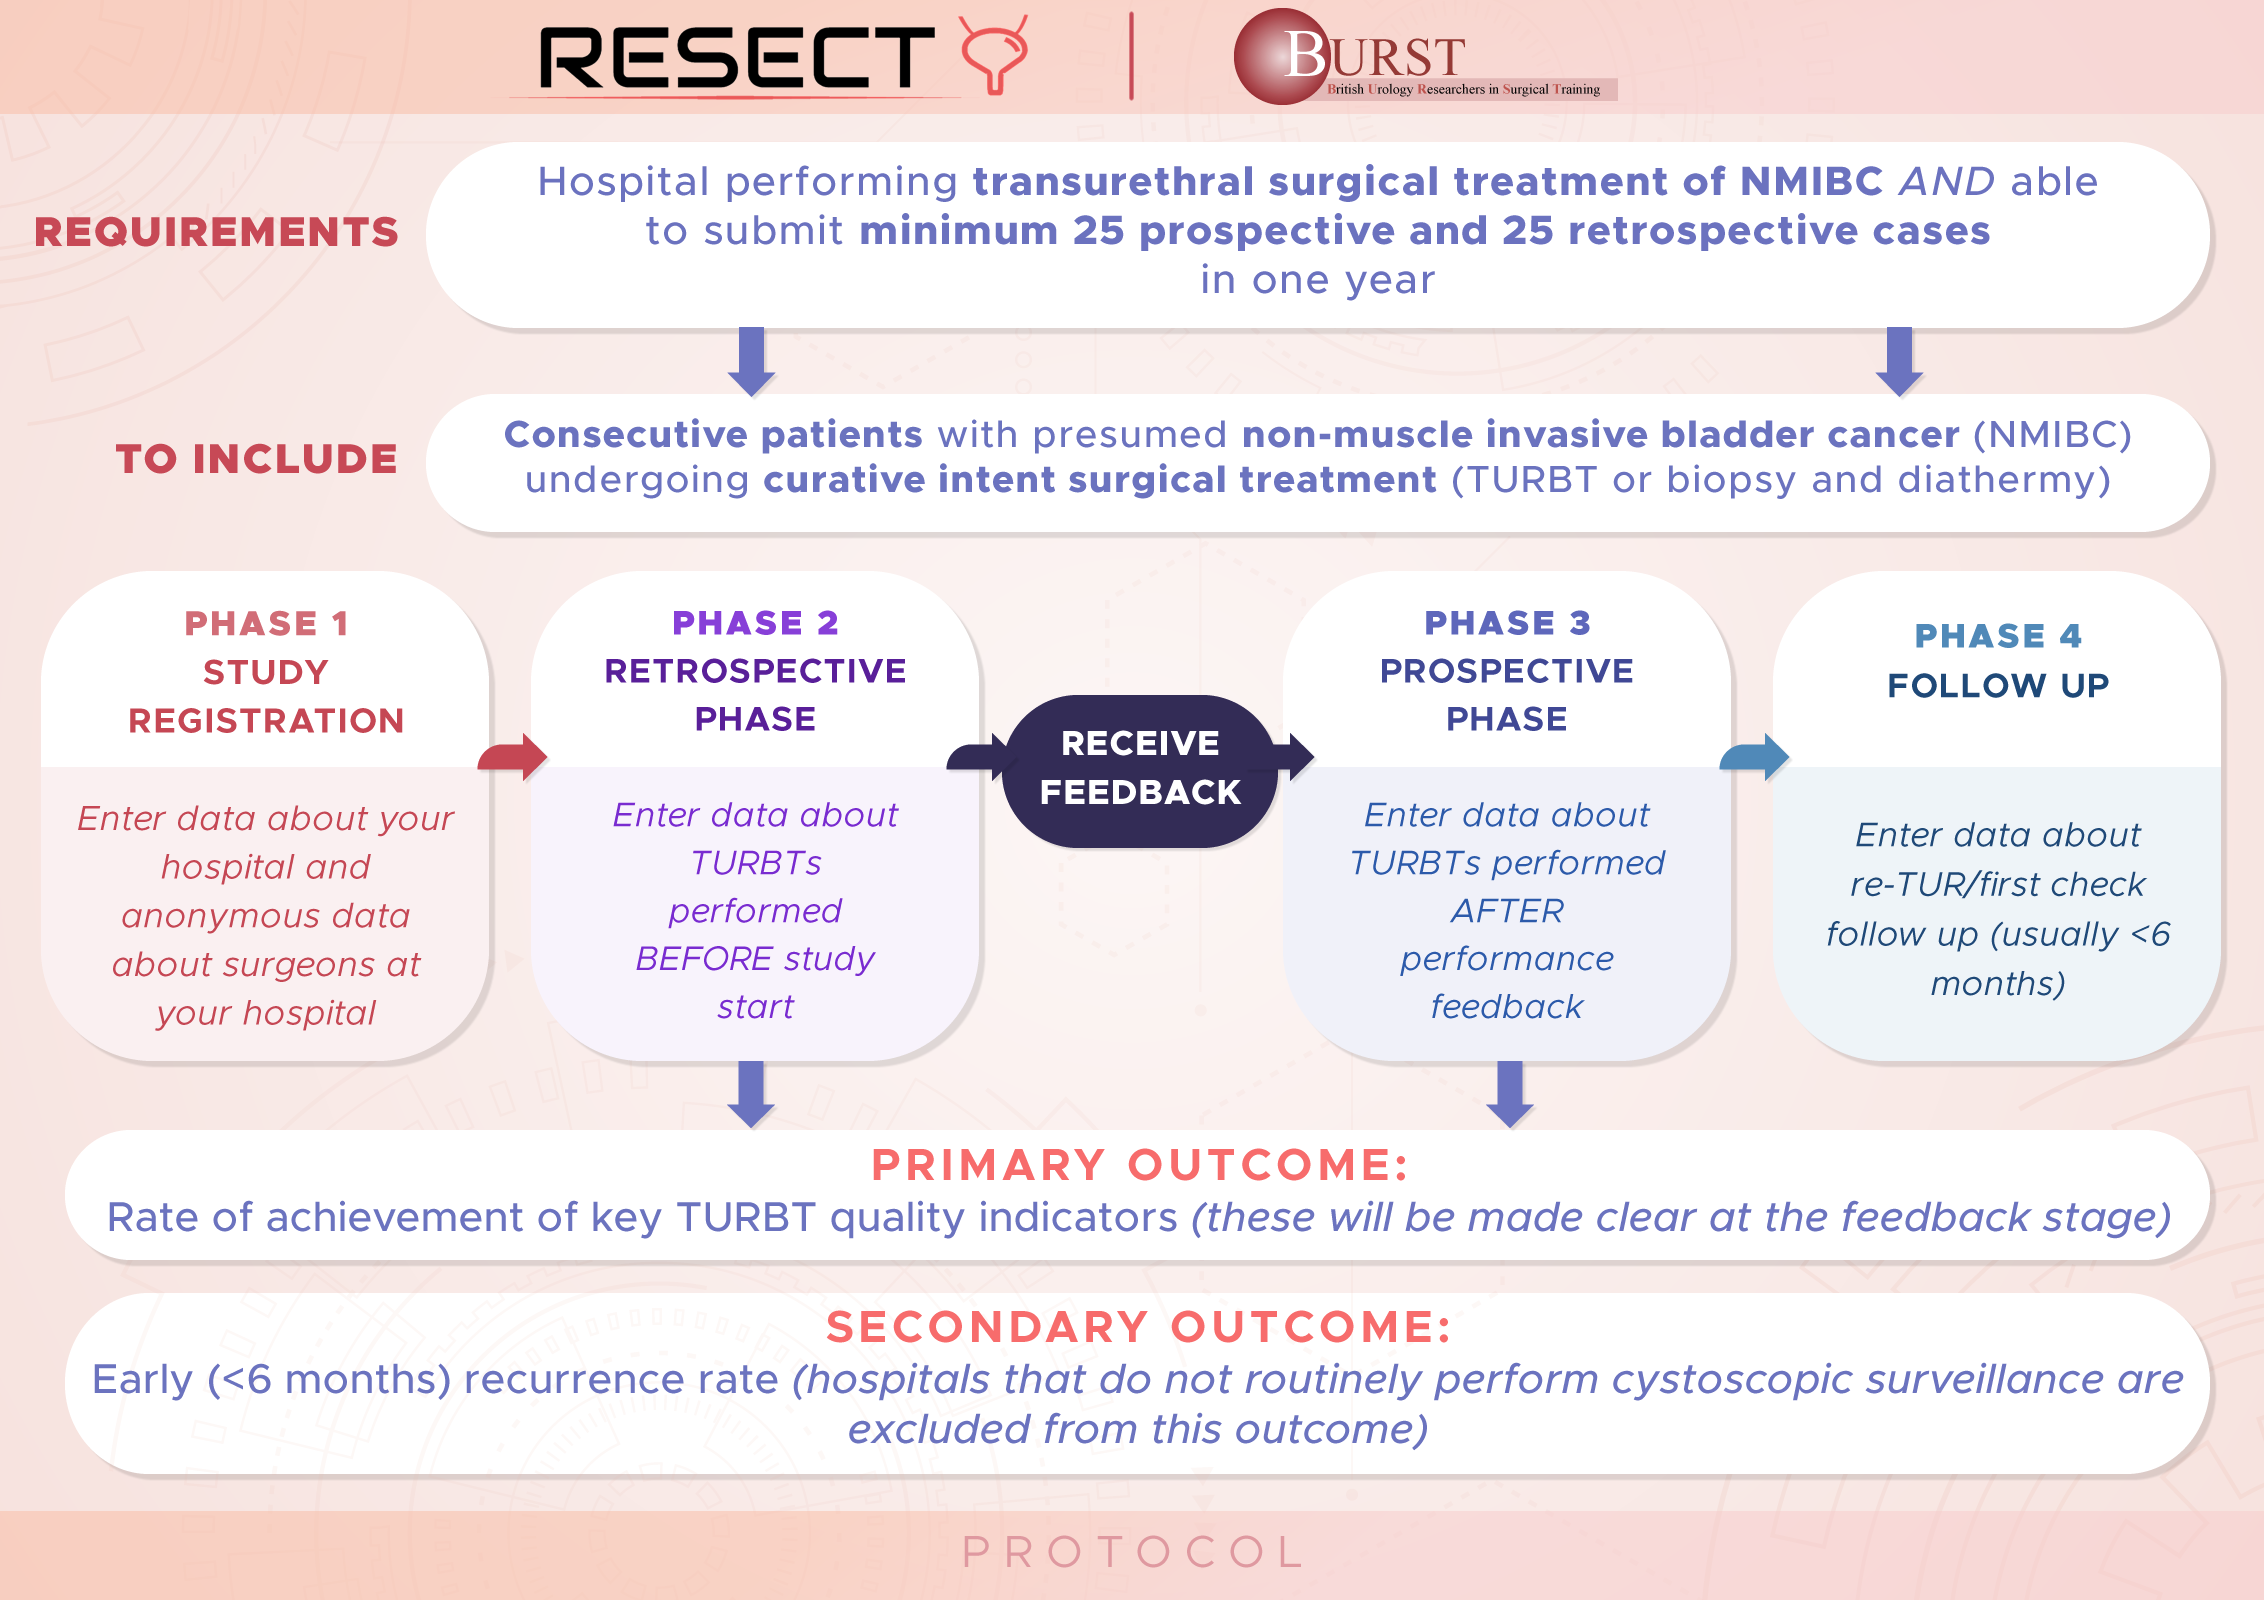 RESECT
BURST
British Urology Researchers in Surgical Training
REQUIREMENTS
Hospital performing transurethral surgical treatment of NMIBC AND able
to submit minimum 25 prospective and 25 retrospective cases
in one year
TO INCLUDE
Consecutive patients with presumed non-muscle invasive bladder cancer (NMIBC)
undergoing curative intent surgical treatment (TURBT or biopsy and diathermy)
PHASE 1
STUDY
REGISTRATION
Enter data about your
hospital and
anonymous data
about surgeons at
your hospital
PHASE 2
RETROSPECTIVE
PHASE
Enter data about
TURBTs
performed
BEFORE study
start
RECEIVE
FEEDBACK
PHASE 3
PROSPECTIVE
PHASE
Enter data about
TURBTs performed
AFTER
performance
feedback
PHASE 4
FOLLOW UP
Enter data about
re-TUR/first check
follow up (usually <6
months)
PRIMARY OUTCOME:
Rate of achievement of key TURBT quality indicators (these will be made clear at the feedback stage)
SECONDARY OUTCOME:
Early (<6 months) recurrence rate (hospitals that do not routinely perform cystoscopic surveillance are
excluded from this outcome)
PROTOCOL